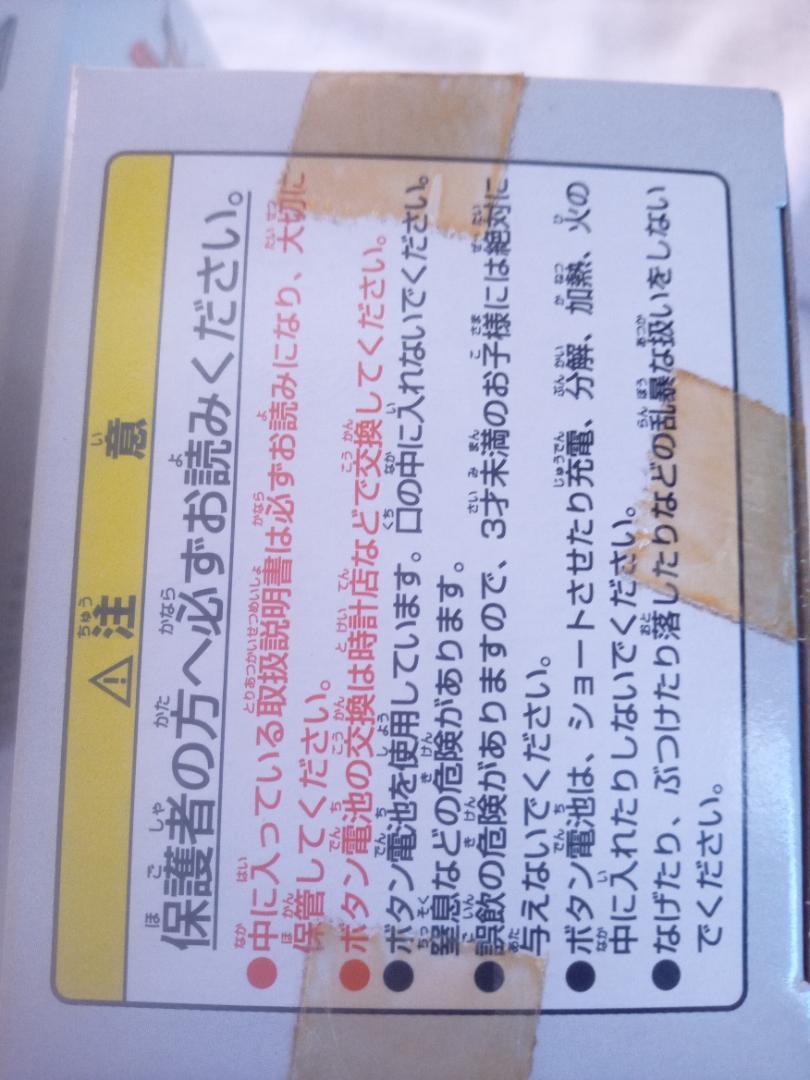 注意
保護者の方へ必ずお読みください。
●中に入っている取扱説明書は必ずお読みになり、大切に
保管してください。
●ボタン電池の交換は時計店などで交換してください。
●ボタン電池を使用しています。口の中に入れないでください。
窒息などの危険があります。
●誤飲の危険がありますので、3才未満のお子様には絶対に
与えないでください。
●ボタン電池は、ショートさせたり充電、分解、加熱、火の
中に入れたりしないでください。
●なげたり、ぶつけたり落したりなどの乱暴な扱いをしない
でください。